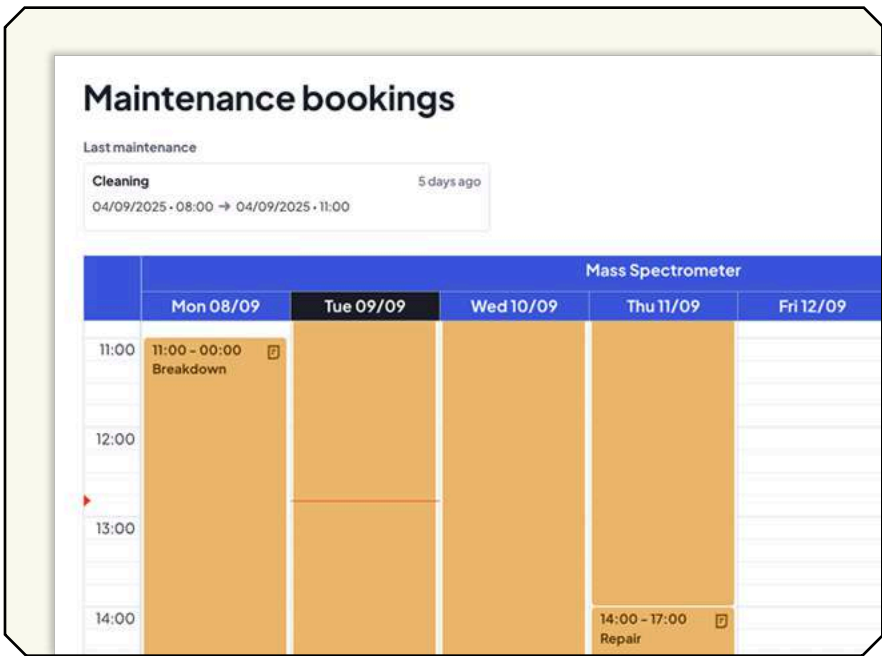 Maintenance bookings
Last maintenance
Cleaning 5 days ago
04/09/2025 • 08:00 → 04/09/2025 • 11:00
Mass Spectrometer
Mon 08/09 Tue 09/09 Wed 10/09 Thu 11/09 Fri 12/09
11:00 11:00 - 00:00
Breakdown
12:00
13:00
14:00 14:00 - 17:00
Repair